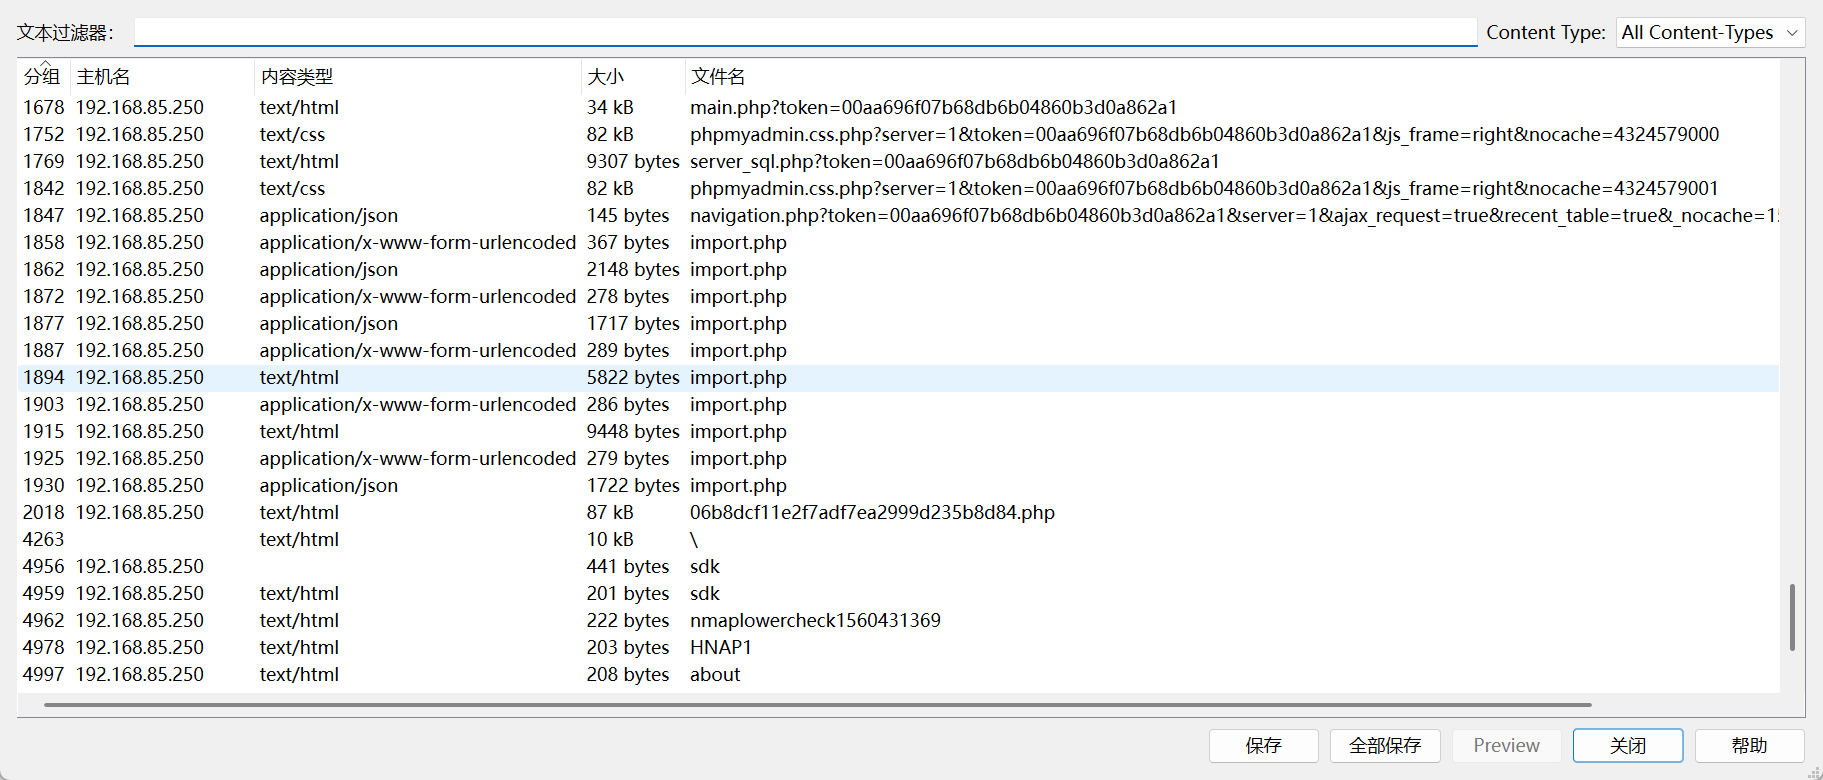 文本过滤器： Content Type: All Content-Types
分组 主机名 内容类型 大小 文件名
1678 192.168.85.250 text/html 34 kB main.php?token=00aa696f07b68db6b04860b3d0a862a1
1752 192.168.85.250 text/css 82 kB phpmyadmin.css.php?server=1&token=00aa696f07b68db6b04860b3d0a862a1&js_frame=right&nocache=4324579000
1769 192.168.85.250 text/html 9307 bytes server_sql.php?token=00aa696f07b68db6b04860b3d0a862a1
1842 192.168.85.250 text/css 82 kB phpmyadmin.css.php?server=1&token=00aa696f07b68db6b04860b3d0a862a1&js_frame=right&nocache=4324579001
1847 192.168.85.250 application/json 145 bytes navigation.php?token=00aa696f07b68db6b04860b3d0a862a1&server=1&ajax_request=true&recent_table=true&_nocache=15
1858 192.168.85.250 application/x-www-form-urlencoded 367 bytes import.php
1862 192.168.85.250 application/json 2148 bytes import.php
1872 192.168.85.250 application/x-www-form-urlencoded 278 bytes import.php
1877 192.168.85.250 application/json 1717 bytes import.php
1887 192.168.85.250 application/x-www-form-urlencoded 289 bytes import.php
1894 192.168.85.250 text/html 5822 bytes import.php
1903 192.168.85.250 application/x-www-form-urlencoded 286 bytes import.php
1915 192.168.85.250 text/html 9448 bytes import.php
1925 192.168.85.250 application/x-www-form-urlencoded 279 bytes import.php
1930 192.168.85.250 application/json 1722 bytes import.php
2018 192.168.85.250 text/html 87 kB 06b8dcf11e2f7adf7ea2999d235b8d84.php
4263 text/html 10 kB \
4956 192.168.85.250 441 bytes sdk
4959 192.168.85.250 text/html 201 bytes sdk
4962 192.168.85.250 text/html 222 bytes nmaplowercheck1560431369
4978 192.168.85.250 text/html 203 bytes HNAP1
4997 192.168.85.250 text/html 208 bytes about
保存 全部保存 Preview 关闭 帮助